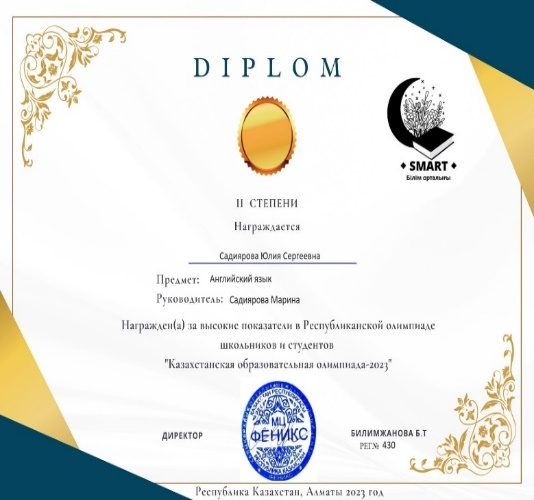 DIPLOM
SMART
Білім орталығы
II СТЕПЕНИ
Награждается
Садиярова Юлия Сергеевна
Предмет: Английский язык
Руководитель: Садиярова Марина
Награжден(а) за высокие показатели в Республиканской олимпиаде
школьников и студентов
"Казахстанская образовательная олимпиада-2023"
МЦ
ФЕНИКС
ДИРЕКТОР
БИЛИМЖАНОВА Б.Т
РЕГ№ 430
Республика Казахстан, Алматы 2023 год